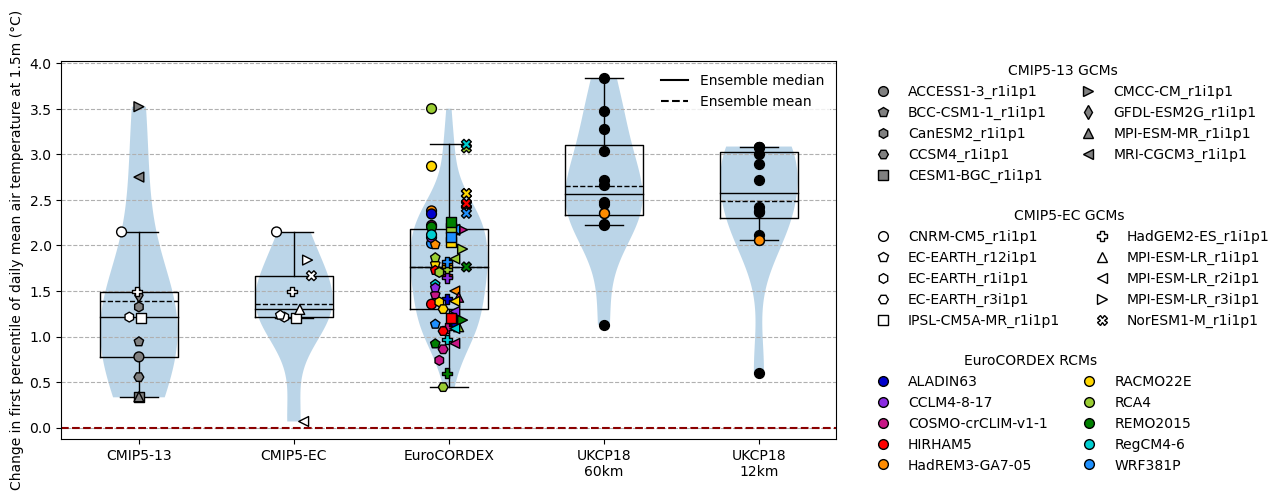 Change in first percentile of daily mean air temperature at 1.5m (°C)
4.0
3.5
3.0
2.5
2.0
1.5
1.0
0.5
0.0
CMIP5-13
CMIP5-EC
EuroCORDEX
UKCP18
60km
UKCP18
12km
Ensemble median
Ensemble mean
CMIP5-13 GCMs
ACCESS1-3_r1i1p1
BCC-CSM1-1_r1i1p1
CanESM2_r1i1p1
CCSM4_r1i1p1
CESM1-BGC_r1i1p1
CMCC-CM_r1i1p1
GFDL-ESM2G_r1i1p1
MPI-ESM-MR_r1i1p1
MRI-CGCM3_r1i1p1
CMIP5-EC GCMs
CNRM-CM5_r1i1p1
EC-EARTH_r12i1p1
EC-EARTH_r1i1p1
EC-EARTH_r3i1p1
IPSL-CM5A-MR_r1i1p1
HadGEM2-ES_r1i1p1
MPI-ESM-LR_r1i1p1
MPI-ESM-LR_r2i1p1
MPI-ESM-LR_r3i1p1
NorESM1-M_r1i1p1
EuroCORDEX RCMs
ALADIN63
CCLM4-8-17
COSMO-crCLIM-v1-1
HIRHAM5
HadREM3-GA7-05
RACMO22E
RCA4
REMO2015
RegCM4-6
WRF381P